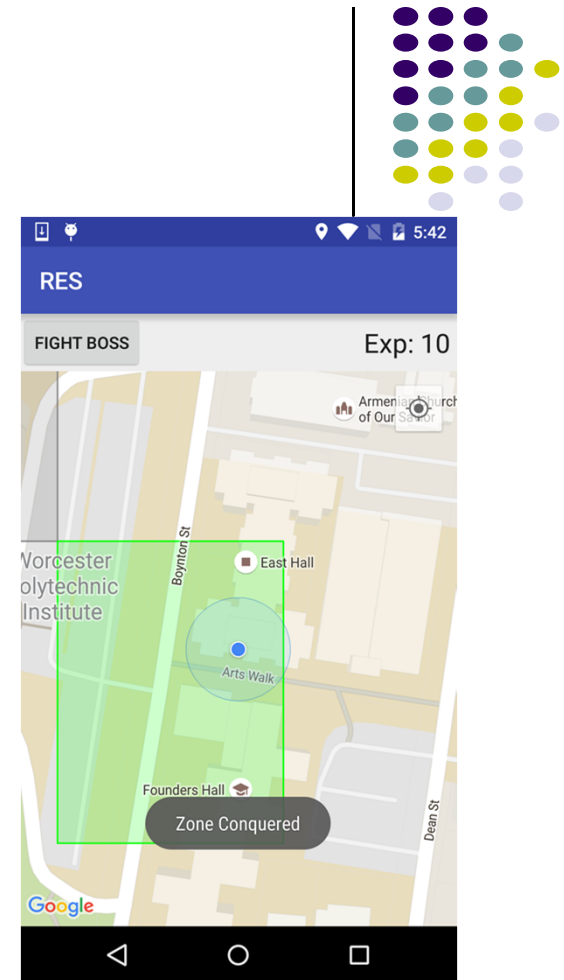 5:42
RES
FIGHT BOSS
Exp: 10
Armenian Church
of Our Savior
Boynton St
East Hall
Worcester
Polytechnic
Institute
Arts Walk
Founders Hall
Zone Conquered
Dean St
Google